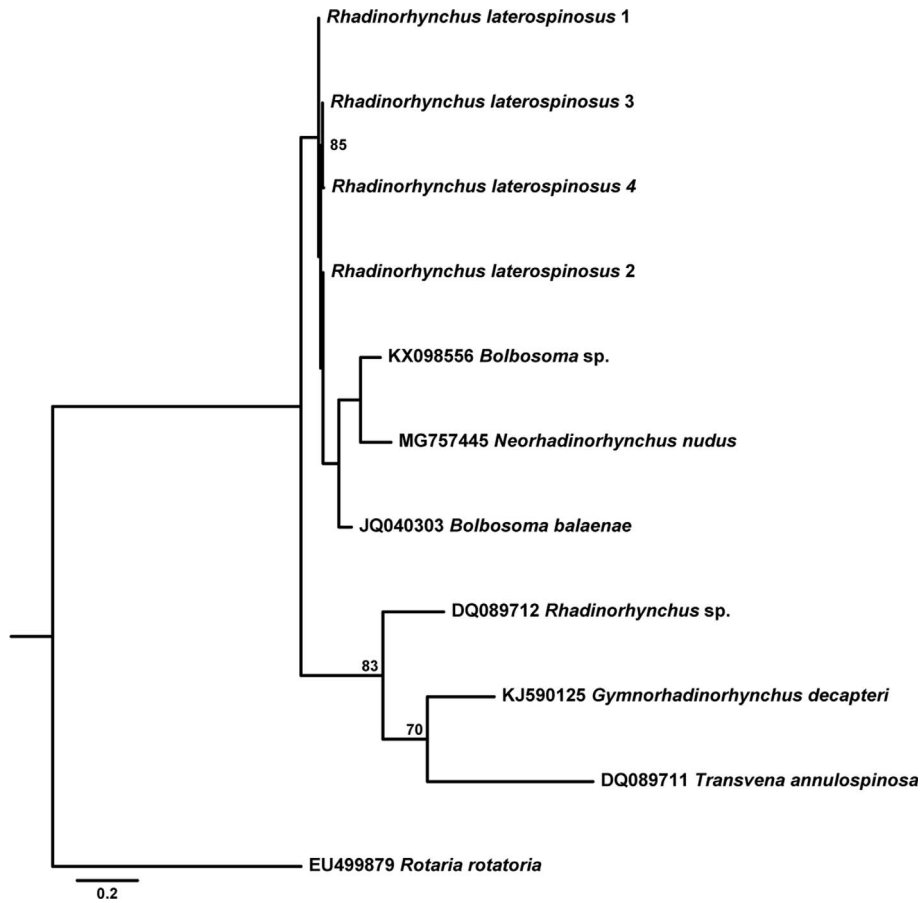 Rhadinorhynchus laterospinosus 1
Rhadinorhynchus laterospinosus 3
85
Rhadinorhynchus laterospinosus 4
Rhadinorhynchus laterospinosus 2
KX098556 Bolbosoma sp.
MG757445 Neorhadinorhynchus nudus
JQ040303 Bolbosoma balaenae
DQ089712 Rhadinorhynchus sp.
83
KJ590125 Gymnorhadinorhynchus decapteri
70
DQ089711 Transvena annulospinosa
EU499879 Rotaria rotatoria
0.2